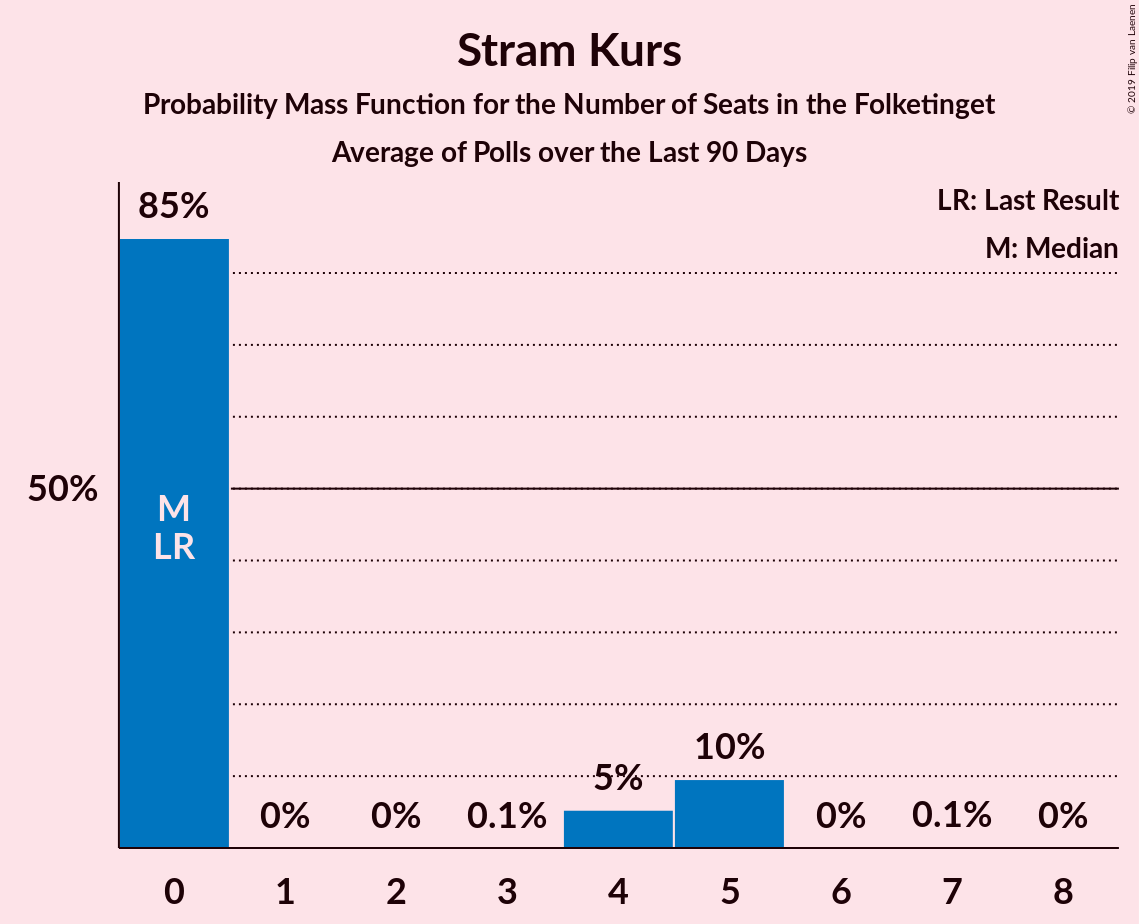 Stram Kurs
Probability Mass Function for the Number of Seats in the Folketinget
Average of Polls over the Last 90 Days
© 2019 Filip van Laenen
LR: Last Result
M: Median
85%
50%
M
LR
0%
0%
0.1%
5%
10%
0%
0.1%
0%
0
1
2
3
4
5
6
7
8